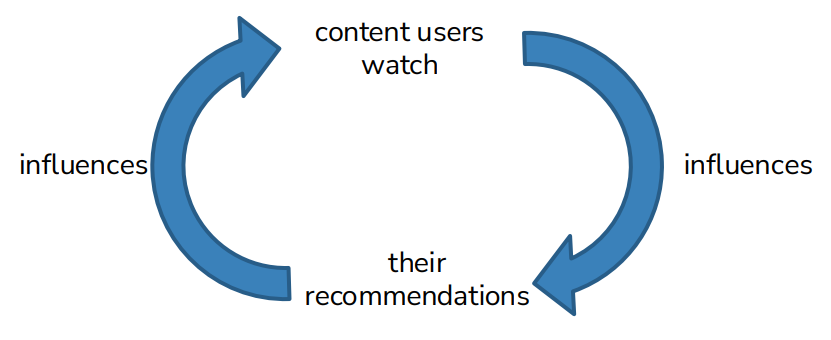 content users
watch
influences
influences
their
recommendations